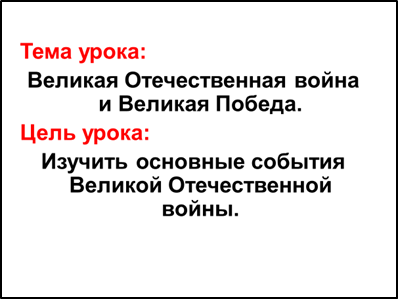 Тема урока:
Великая Отечественная война
и Великая Победа.
Цель урока:
Изучить основные события
Великой Отечественной
войны.